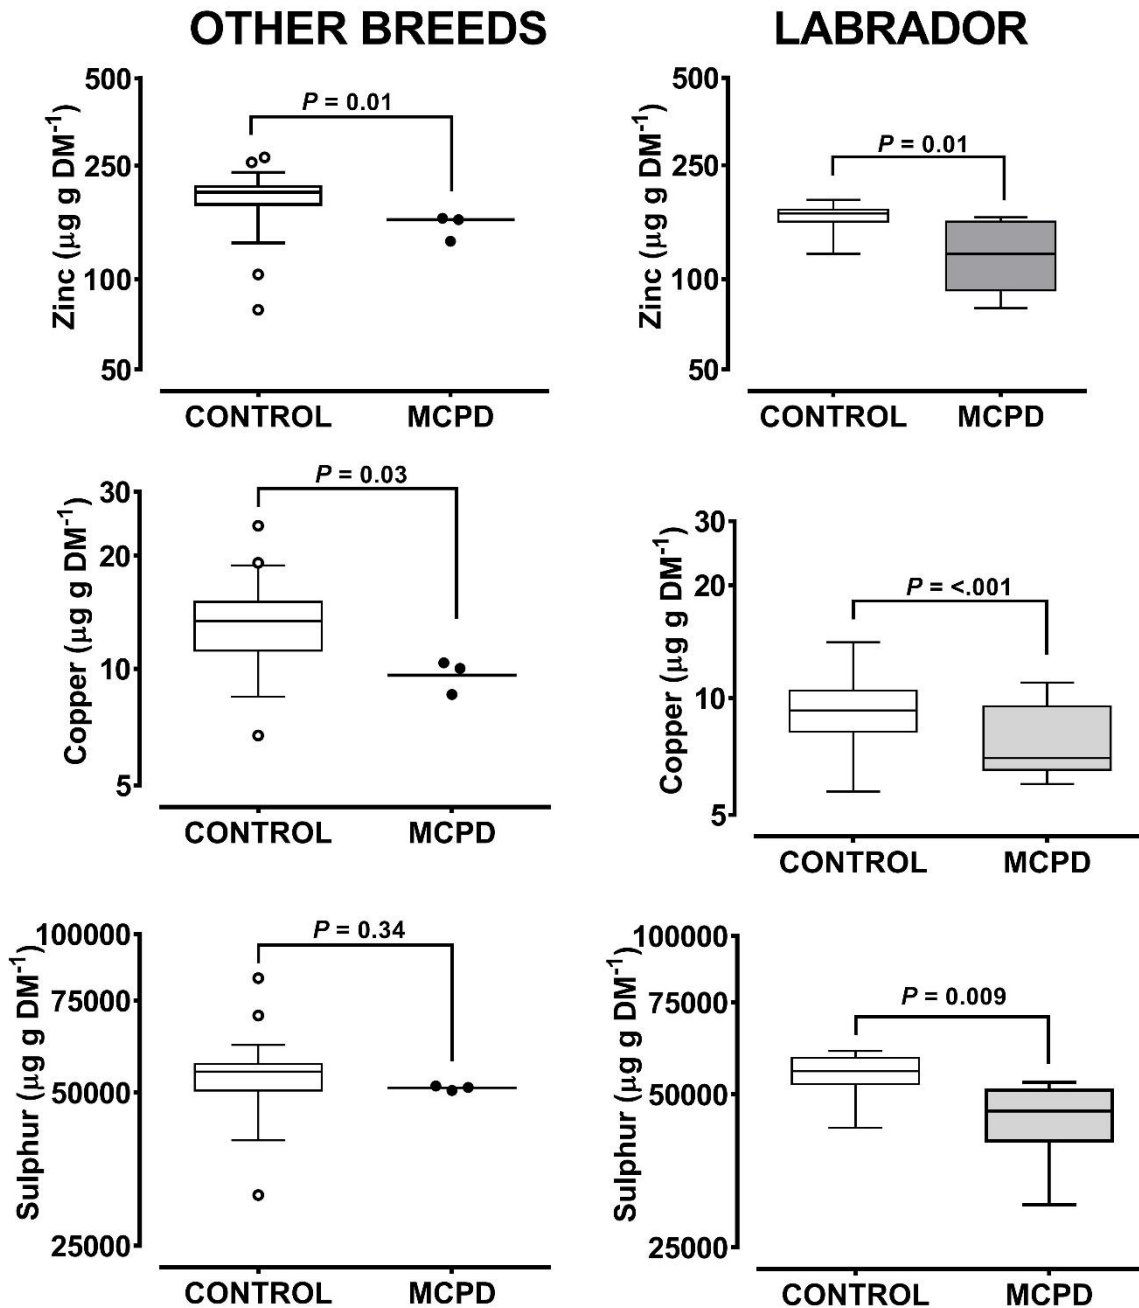 OTHER BREEDS
LABRADOR
Zinc (µg g DM⁻¹)
500
250
100
50
P = 0.01
CONTROL MCPD
Zinc (µg g DM⁻¹)
500
250
100
50
P = 0.01
CONTROL MCPD
Copper (µg g DM⁻¹)
30
20
10
5
P = 0.03
CONTROL MCPD
Copper (µg g DM⁻¹)
30
20
10
5
P = <.001
CONTROL MCPD
Sulphur (µg g DM⁻¹)
100000
75000
50000
25000
P = 0.34
CONTROL MCPD
Sulphur (µg g DM⁻¹)
100000
75000
50000
25000
P = 0.009
CONTROL MCPD